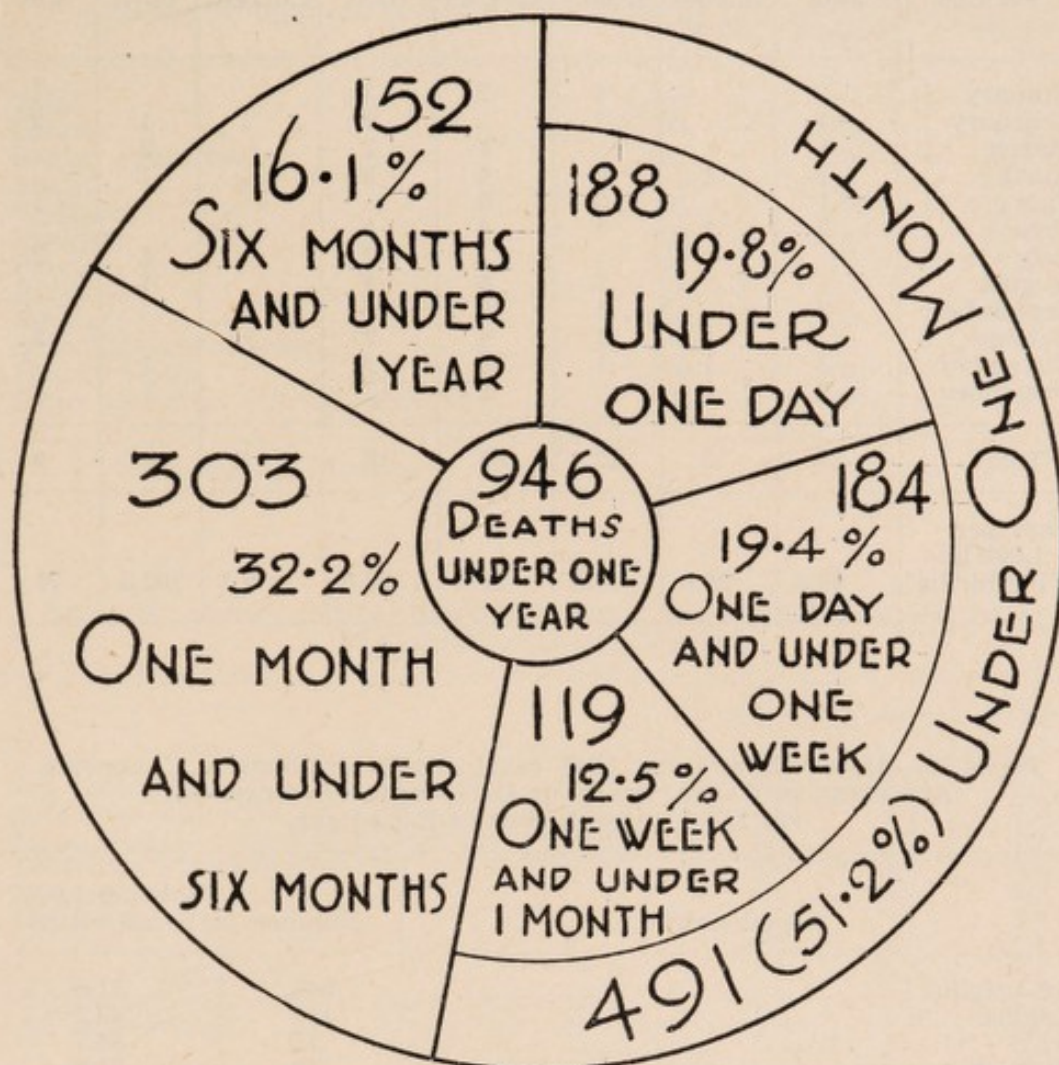 152
16·1%
SIX MONTHS
AND UNDER
1 YEAR
188
19·8%
UNDER
ONE DAY
184
19·4%
ONE DAY
AND UNDER
ONE
WEEK
119
12·5%
ONE WEEK
AND UNDER
1 MONTH
491 (51·2%) UNDER ONE MONTH
303
32·2%
ONE MONTH
AND UNDER
SIX MONTHS
946
DEATHS
UNDER ONE
YEAR